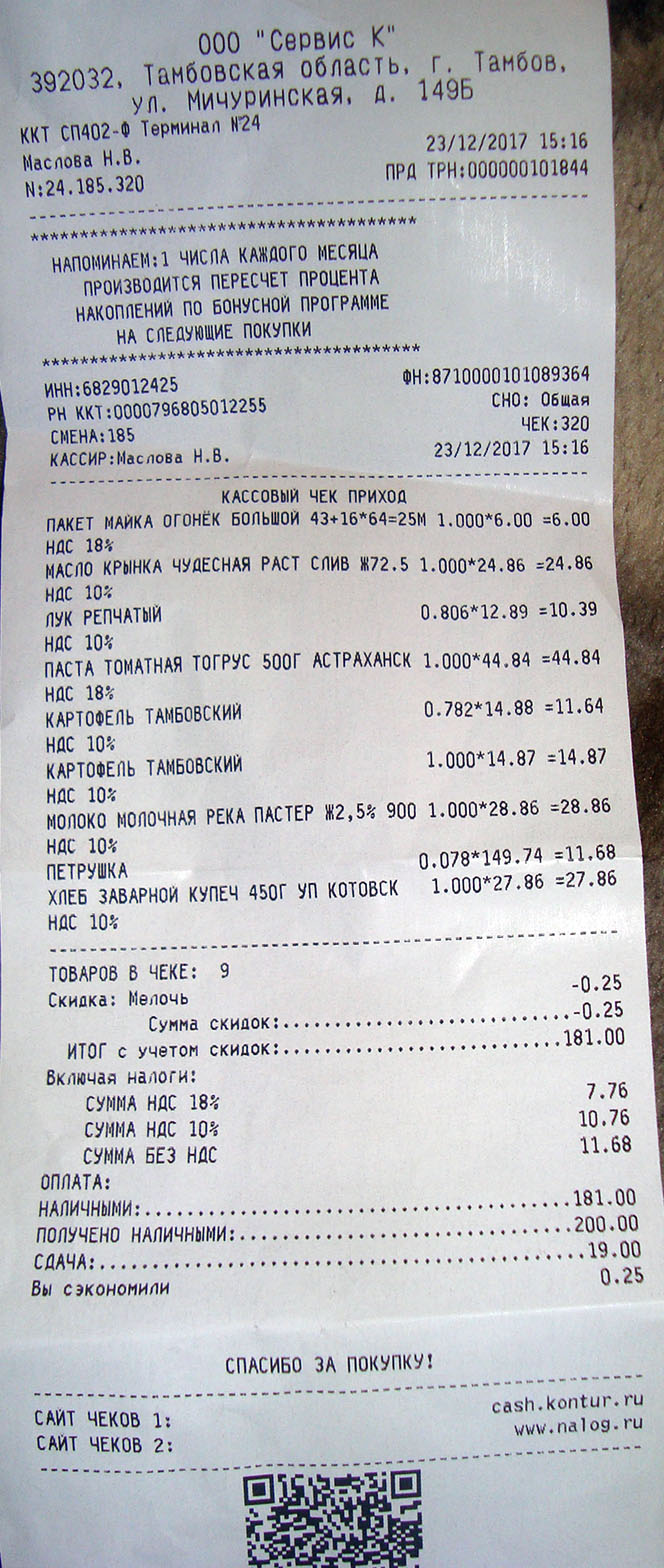 ООО "Сервис К"
392032, Тамбовская область, г. Тамбов,
ул. Мичуринская, д. 149Б
ККТ СП402-Ф Терминал №24
Маслова Н.В. 23/12/2017 15:16
N:24.185.320 ПРД ТРН:000000101844
****************************************
НАПОМИНАЕМ:1 ЧИСЛА КАЖДОГО МЕСЯЦА
ПРОИЗВОДИТСЯ ПЕРЕСЧЕТ ПРОЦЕНТА
НАКОПЛЕНИЙ ПО БОНУСНОЙ ПРОГРАММЕ
НА СЛЕДУЮЩИЕ ПОКУПКИ
****************************************
ИНН:6829012425 ФН:8710000101089364
РН ККТ:0000796805012255 СНО: Общая
СМЕНА:185 ЧЕК:320
КАССИР:Маслова Н.В. 23/12/2017 15:16
КАССОВЫЙ ЧЕК ПРИХОД
ПАКЕТ МАЙКА ОГОНЁК БОЛЬШОЙ 43+16*64=25М 1.000*6.00 =6.00
НДС 18%
МАСЛО КРЫНКА ЧУДЕСНАЯ РАСТ СЛИВ Ж72.5 1.000*24.86 =24.86
НДС 10%
ЛУК РЕПЧАТЫЙ 0.806*12.89 =10.39
НДС 10%
ПАСТА ТОМАТНАЯ ТОГРУС 500Г АСТРАХАНСК 1.000*44.84 =44.84
НДС 18%
КАРТОФЕЛЬ ТАМБОВСКИЙ 0.782*14.88 =11.64
НДС 10%
КАРТОФЕЛЬ ТАМБОВСКИЙ 1.000*14.87 =14.87
НДС 10%
МОЛОКО МОЛОЧНАЯ РЕКА ПАСТЕР Ж2,5% 900 1.000*28.86 =28.86
НДС 10%
ПЕТРУШКА 0.078*149.74 =11.68
ХЛЕБ ЗАВАРНОЙ КУПЕЧ 450Г УП КОТОВСК 1.000*27.86 =27.86
НДС 10%
ТОВАРОВ В ЧЕКЕ: 9
Скидка: Мелочь -0.25
Сумма скидок:............................-0.25
ИТОГ с учетом скидок:...........................181.00
Включая налоги:
СУММА НДС 18% 7.76
СУММА НДС 10% 10.76
СУММА БЕЗ НДС 11.68
ОПЛАТА:
НАЛИЧНЫМИ:.........................................181.00
ПОЛУЧЕНО НАЛИЧНЫМИ:................................200.00
СДАЧА:...............................................19.00
Вы сэкономили 0.25
СПАСИБО ЗА ПОКУПКУ!
САЙТ ЧЕКОВ 1: cash.kontur.ru
САЙТ ЧЕКОВ 2: www.nalog.ru